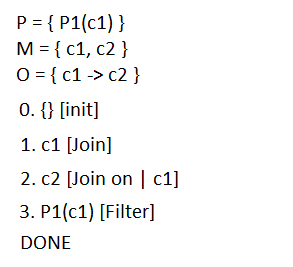 P = { P1(c1) }
M = { c1, c2 }
O = { c1 -> c2 }
0. {} [init]
1. c1 [Join]
2. c2 [Join on | c1]
3. P1(c1) [Filter]
DONE